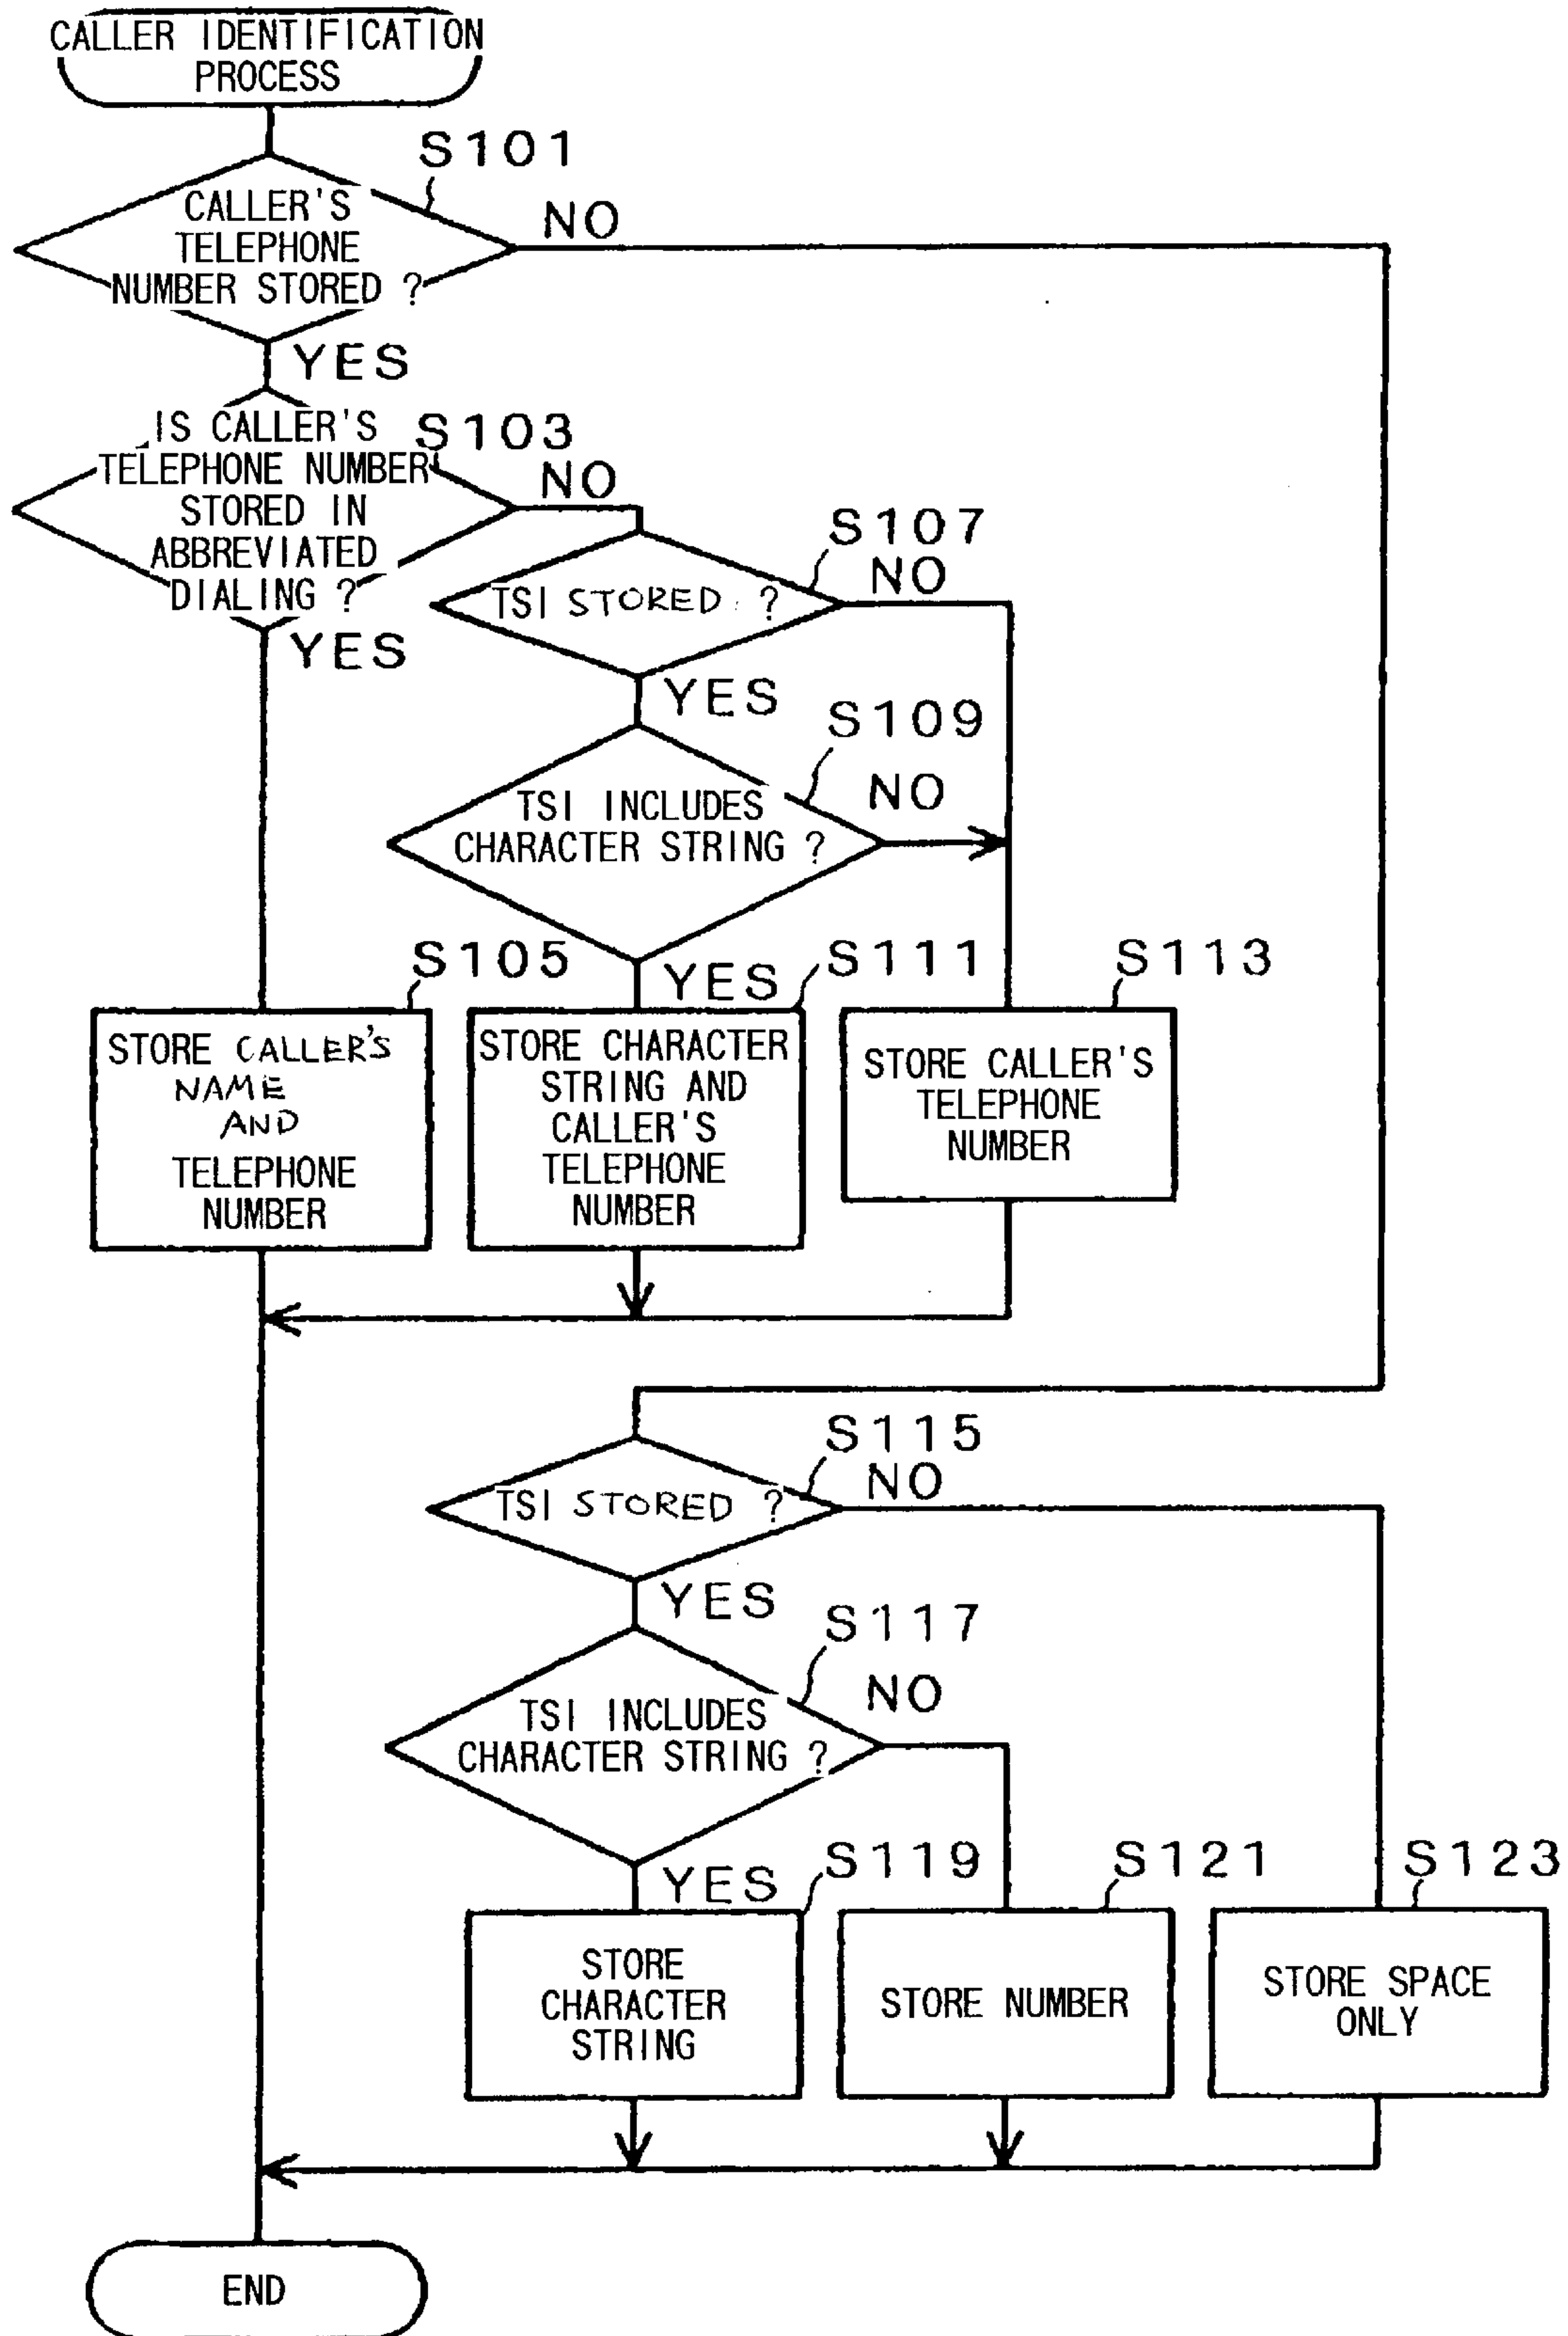 CALLER IDENTIFICATION
PROCESS
S101
CALLER'S
TELEPHONE
NUMBER STORED ?
NO
YES
IS CALLER'S
TELEPHONE NUMBER
STORED IN
ABBREVIATED
DIALING ?
S103
NO
YES
S107
TSI STORED ?
NO
YES
S109
TSI INCLUDES
CHARACTER STRING ?
NO
YES
S105
STORE CALLER'S
NAME
AND
TELEPHONE
NUMBER
S111
STORE CHARACTER
STRING AND
CALLER'S
TELEPHONE
NUMBER
S113
STORE CALLER'S
TELEPHONE
NUMBER
S115
TSI STORED ?
NO
YES
S117
TSI INCLUDES
CHARACTER STRING ?
NO
YES
S119
STORE
CHARACTER
STRING
S121
STORE NUMBER
S123
STORE SPACE
ONLY
END